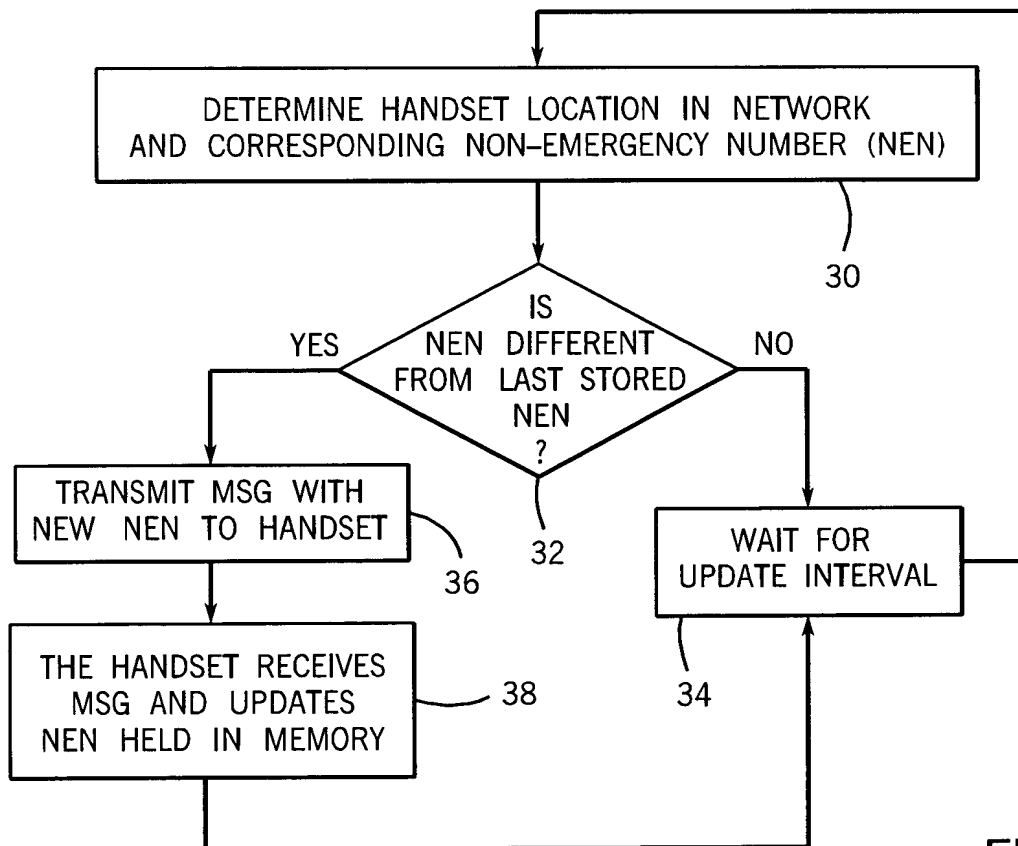 DETERMINE HANDSET LOCATION IN NETWORK
AND CORRESPONDING NON-EMERGENCY NUMBER (NEN)
30
IS
NEN DIFFERENT
FROM LAST STORED
NEN
?
YES
NO
32
TRANSMIT MSG WITH
NEW NEN TO HANDSET
36
WAIT FOR
UPDATE INTERVAL
34
THE HANDSET RECEIVES
MSG AND UPDATES
NEN HELD IN MEMORY
38